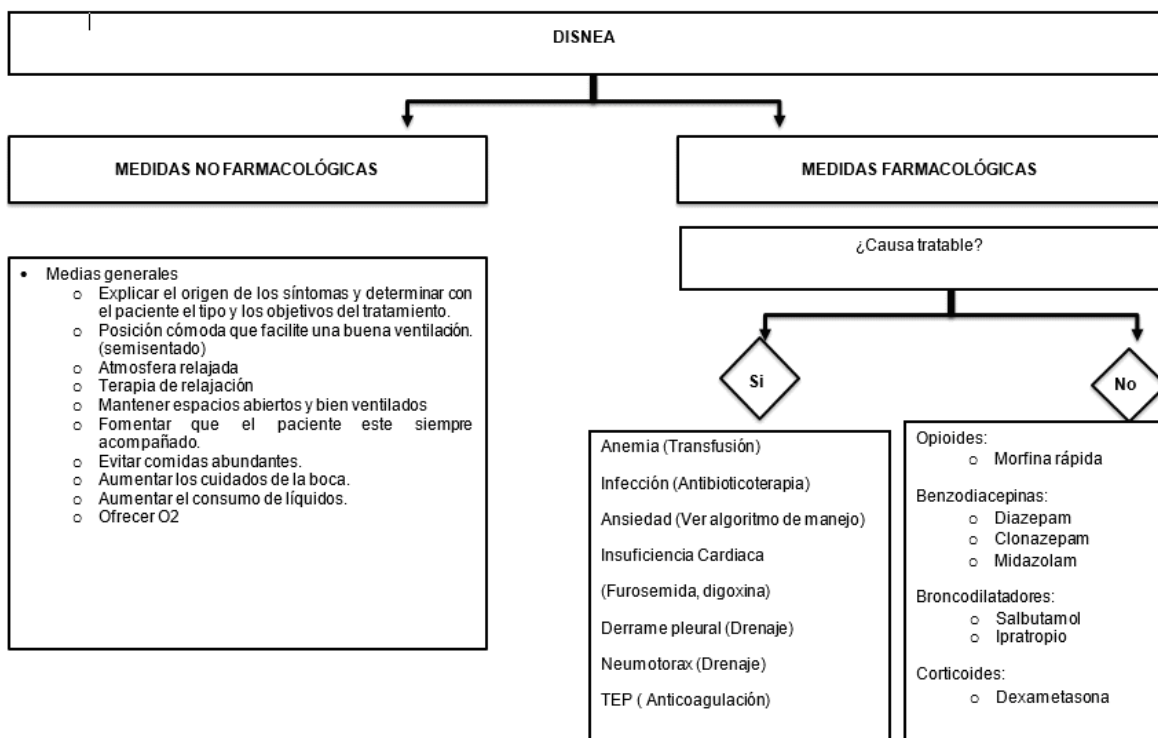 DISNEA
MEDIDAS NO FARMACOLÓGICAS
MEDIDAS FARMACOLÓGICAS
• Medias generales
o Explicar el origen de los síntomas y determinar con
el paciente el tipo y los objetivos del tratamiento.
o Posición cómoda que facilite una buena ventilación.
(semisentado)
o Atmosfera relajada
o Terapia de relajación
o Mantener espacios abiertos y bien ventilados
o Fomentar que el paciente este siempre
acompañado.
o Evitar comidas abundantes.
o Aumentar los cuidados de la boca.
o Aumentar el consumo de líquidos.
o Ofrecer O2
¿Causa tratable?
Si
No
Anemia (Transfusión)
Infección (Antibioticoterapia)
Ansiedad (Ver algoritmo de manejo)
Insuficiencia Cardiaca
(Furosemida, digoxina)
Derrame pleural (Drenaje)
Neumotorax (Drenaje)
TEP ( Anticoagulación)
Opioides:
o Morfina rápida
Benzodiacepinas:
o Diazepam
o Clonazepam
o Midazolam
Broncodilatadores:
o Salbutamol
o Ipratropio
Corticoides:
o Dexametasona